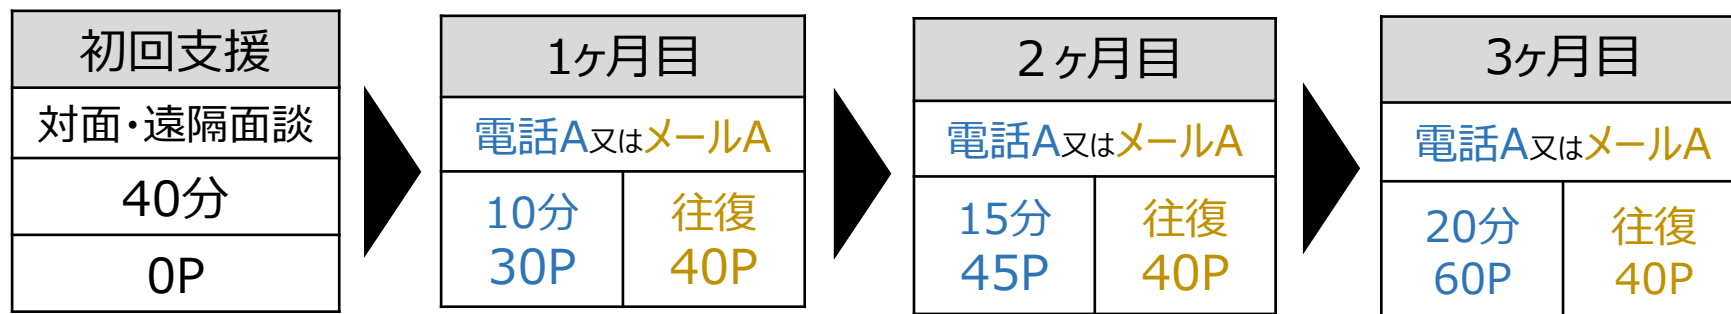 初回支援
対面・遠隔面談
40分
0P
1ヶ月目
電話A又はメールA
10分 往復
30P 40P
2ヶ月目
電話A又はメールA
15分 往復
45P 40P
3ヶ月目
電話A又はメールA
20分 往復
60P 40P